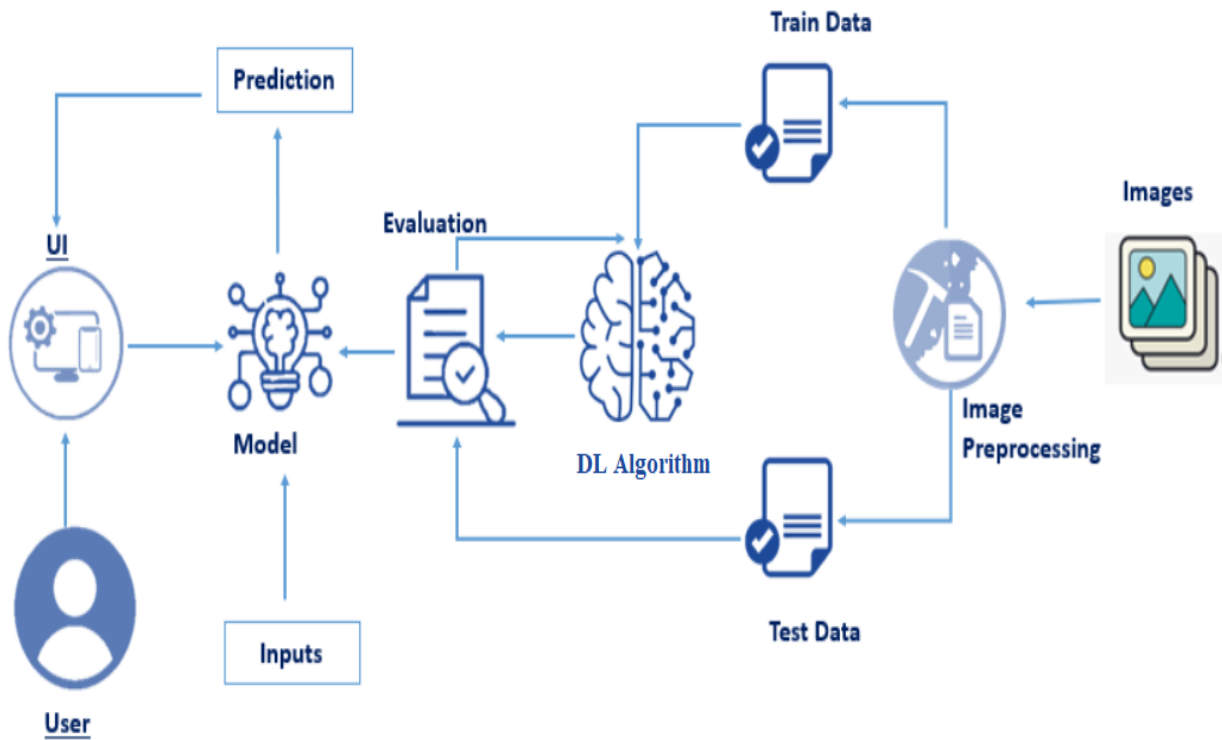 Train Data
Prediction
Images
Evaluation
UI
Image
Preprocessing
Model
DL Algorithm
Test Data
Inputs
User